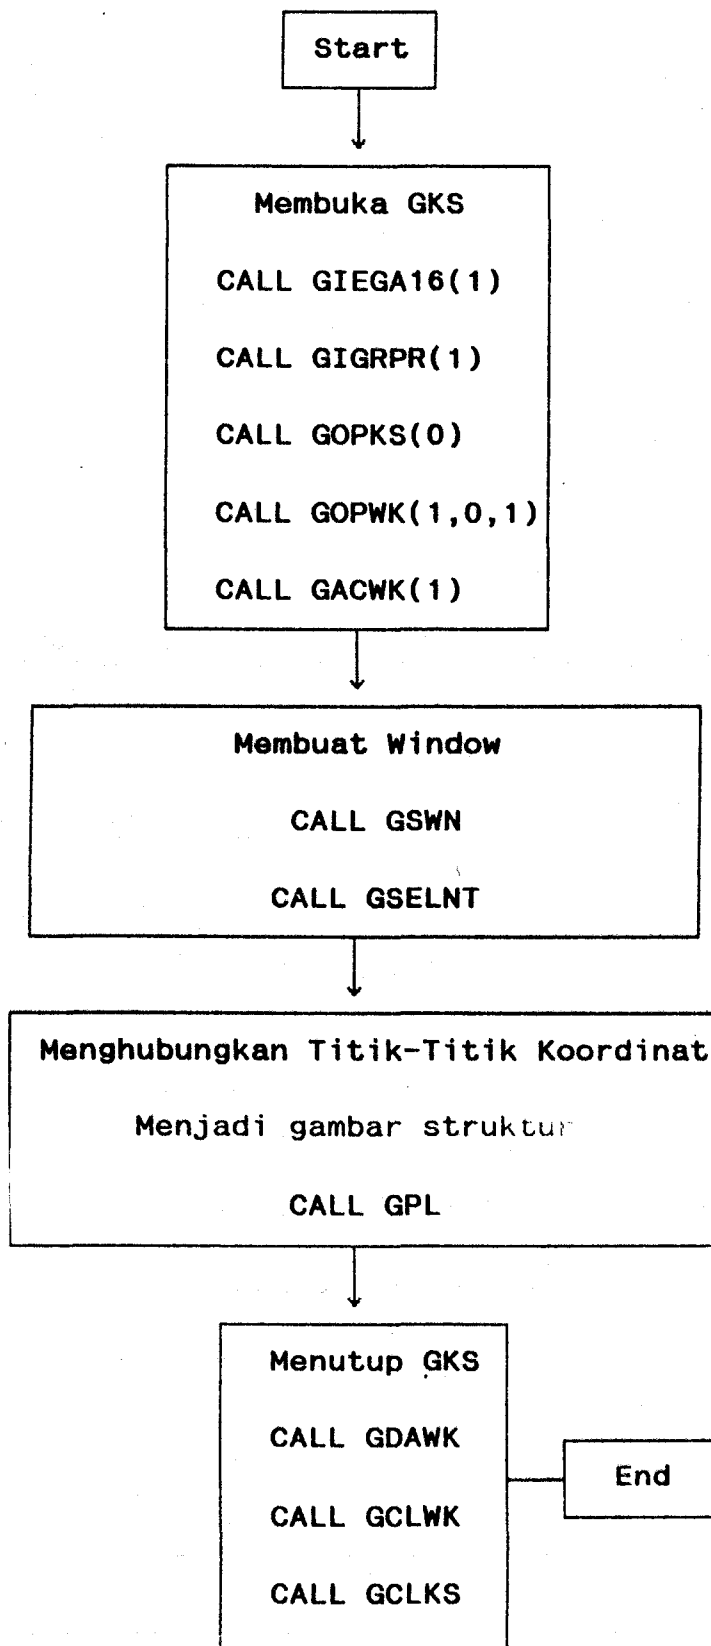 Start
Membuka GKS
CALL GIEGA16(1)
CALL GIGRPR(1)
CALL GOPKS(0)
CALL GOPWK(1,0,1)
CALL GACWK(1)
Membuat Window
CALL GSWN
CALL GSELNT
Menghubungkan Titik-Titik Koordinat
Menjadi gambar struktur
CALL GPL
Menutup GKS
CALL GDAWK
End
CALL GCLWK
CALL GCLKS